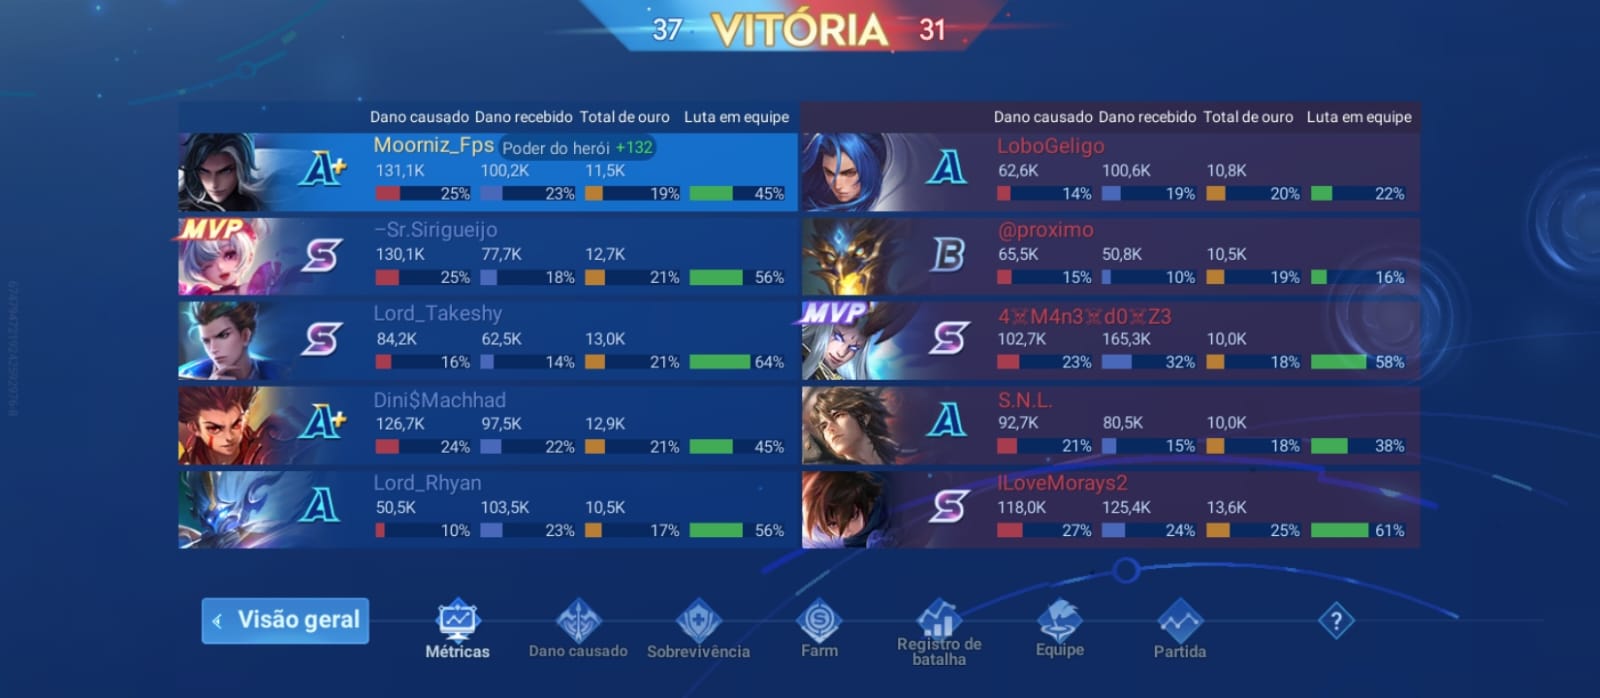 37 VITÓRIA 31
Dano causado Dano recebido Total de ouro Luta em equipe
Moorniz_Fps Poder do herói +132
A+ 131,1K 100,2K 11,5K
25% 23% 19% 45%
MVP –Sr.Sirigueijo
S 130,1K 77,7K 12,7K
25% 18% 21% 56%
Lord_Takeshy
S 84,2K 62,5K 13,0K
16% 14% 21% 64%
Dini$Machhad
A+ 126,7K 97,5K 12,9K
24% 22% 21% 45%
Lord_Rhyan
A 50,5K 103,5K 10,5K
10% 23% 17% 56%
Dano causado Dano recebido Total de ouro Luta em equipe
LoboGeligo
A 62,6K 100,6K 10,8K
14% 19% 20% 22%
@proximo
B 65,5K 50,8K 10,5K
15% 10% 19% 16%
MVP 4☠M4n3☠d0☠Z3
S 102,7K 165,3K 10,0K
23% 32% 18% 58%
S.N.L.
A 92,7K 80,5K 10,0K
21% 15% 18% 38%
ILoveMorays2
S 118,0K 125,4K 13,6K
27% 24% 25% 61%
Visão geral
Métricas
Dano causado
Sobrevivência
Farm
Registro de
batalha
Equipe
Partida
?